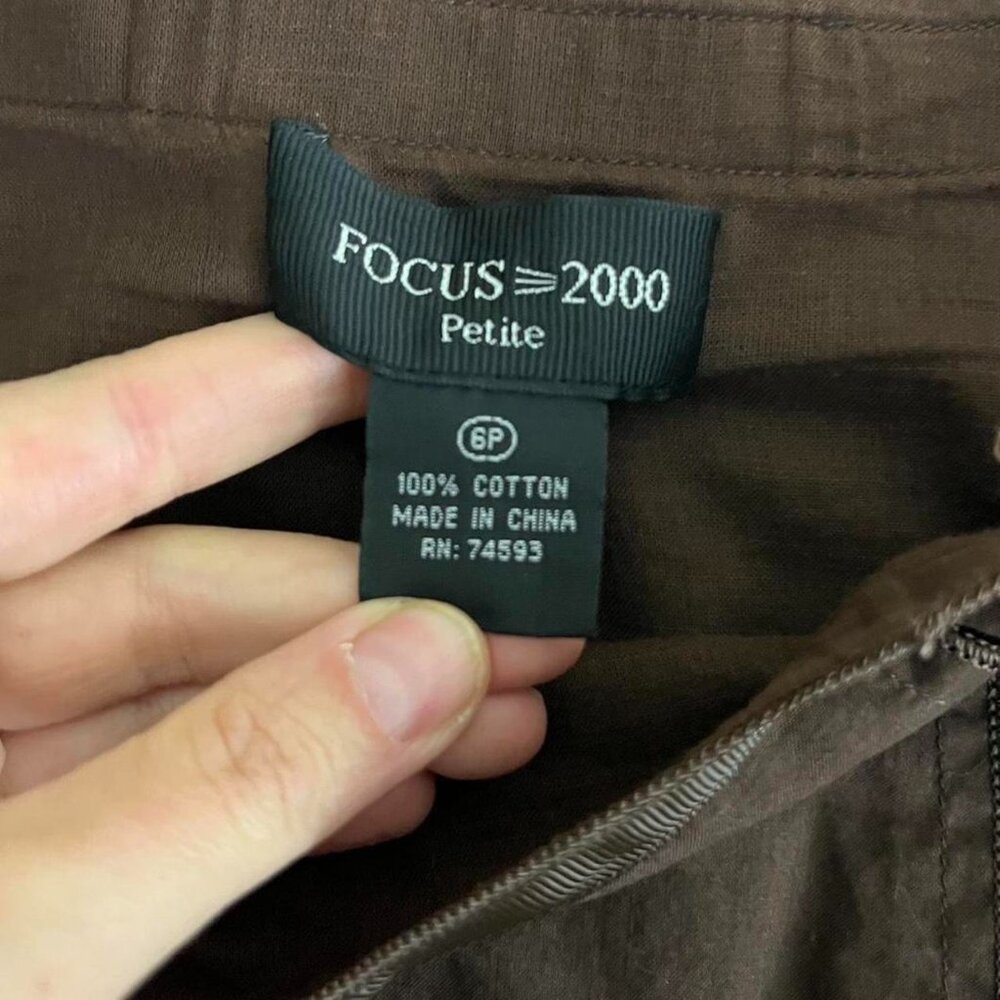 FOCUS 2000
Petite
6P
100% COTTON
MADE IN CHINA
RN: 74593